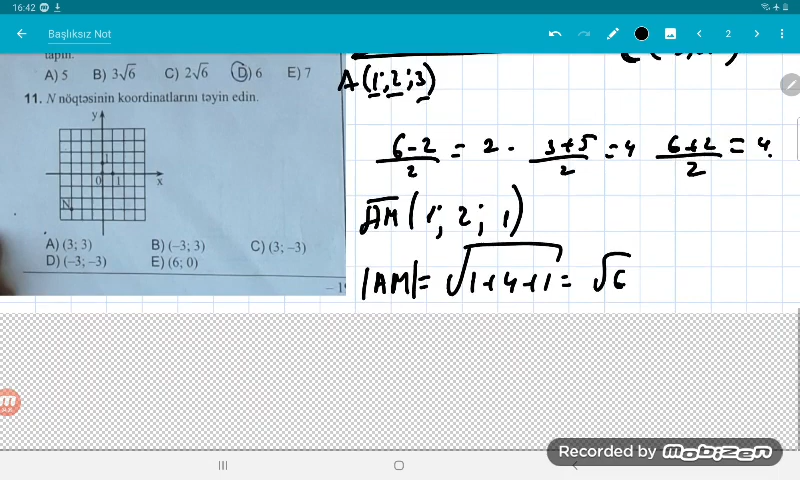 16:42
Başlıksız Not
2
tapın.
A) 5 B) 3√6 C) 2√6 D) 6 E) 7
11. N nöqtəsinin koordinatlarını təyin edin.
y
1
0 1 x
N
A) (3; 3) B) (−3; 3) C) (3; −3)
D) (−3; −3) E) (6; 0)
A(1; 2; 3)
6-2/2 = 2 · 3+5/2 = 4 6+2/2 = 4.
AM(1; 2; 1)
|AM| = √1+4+1 = √6
Recorded by mobizen